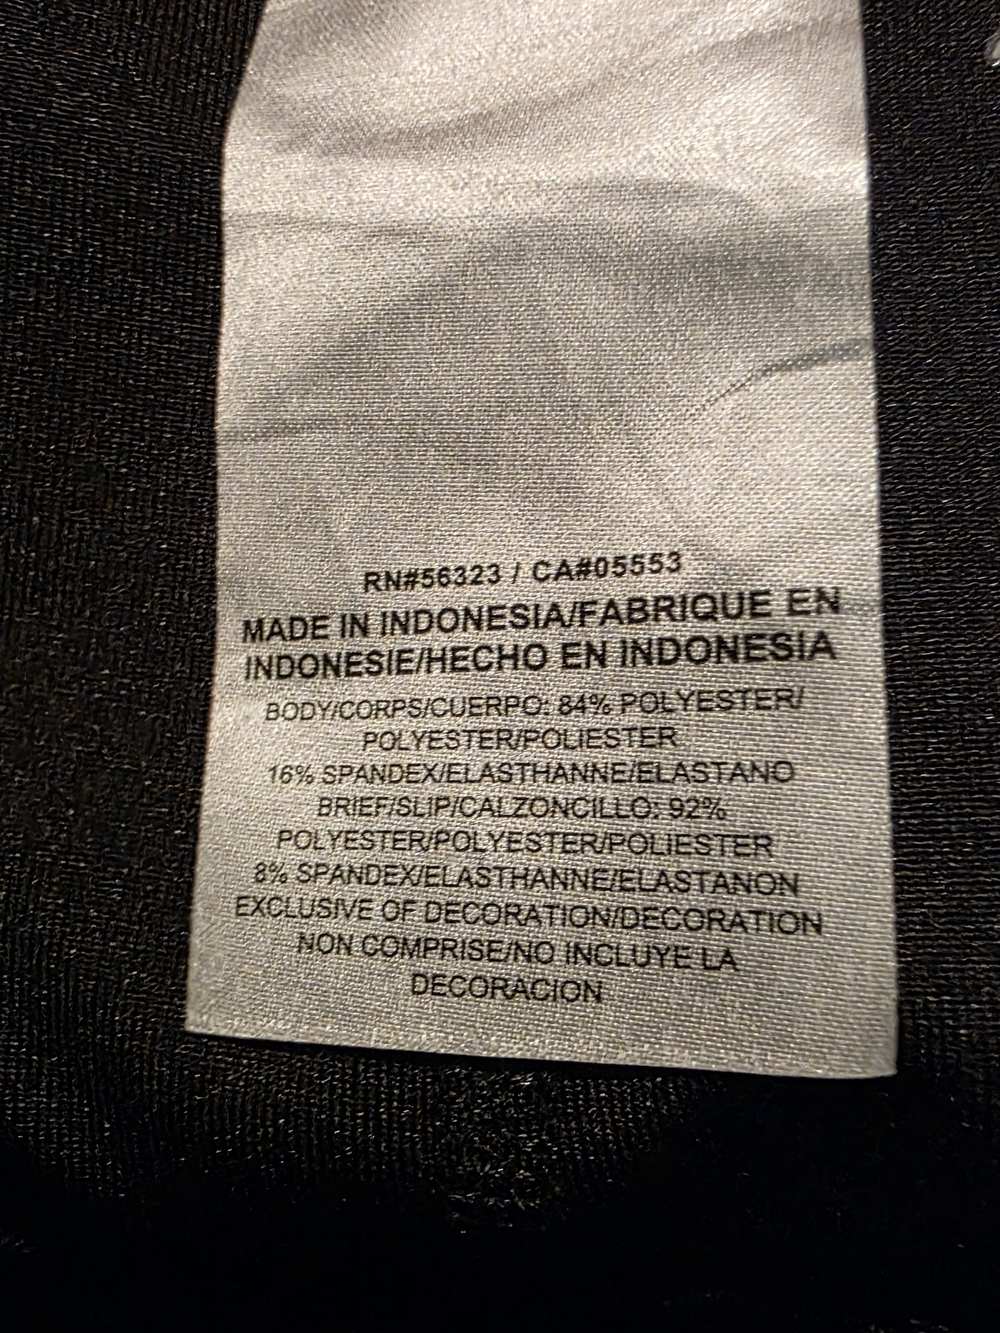 RN#56323 / CA#05553
MADE IN INDONESIA/FABRIQUE EN
INDONESIE/HECHO EN INDONESIA
BODY/CORPS/CUERPO: 84% POLYESTER/
POLYESTER/POLIESTER
16% SPANDEX/ELASTHANNE/ELASTANO
BRIEF/SLIP/CALZONCILLO: 92%
POLYESTER/POLYESTER/POLIESTER
8% SPANDEX/ELASTHANNE/ELASTANON
EXCLUSIVE OF DECORATION/DECORATION
NON COMPRISE/NO INCLUYE LA
DECORACION